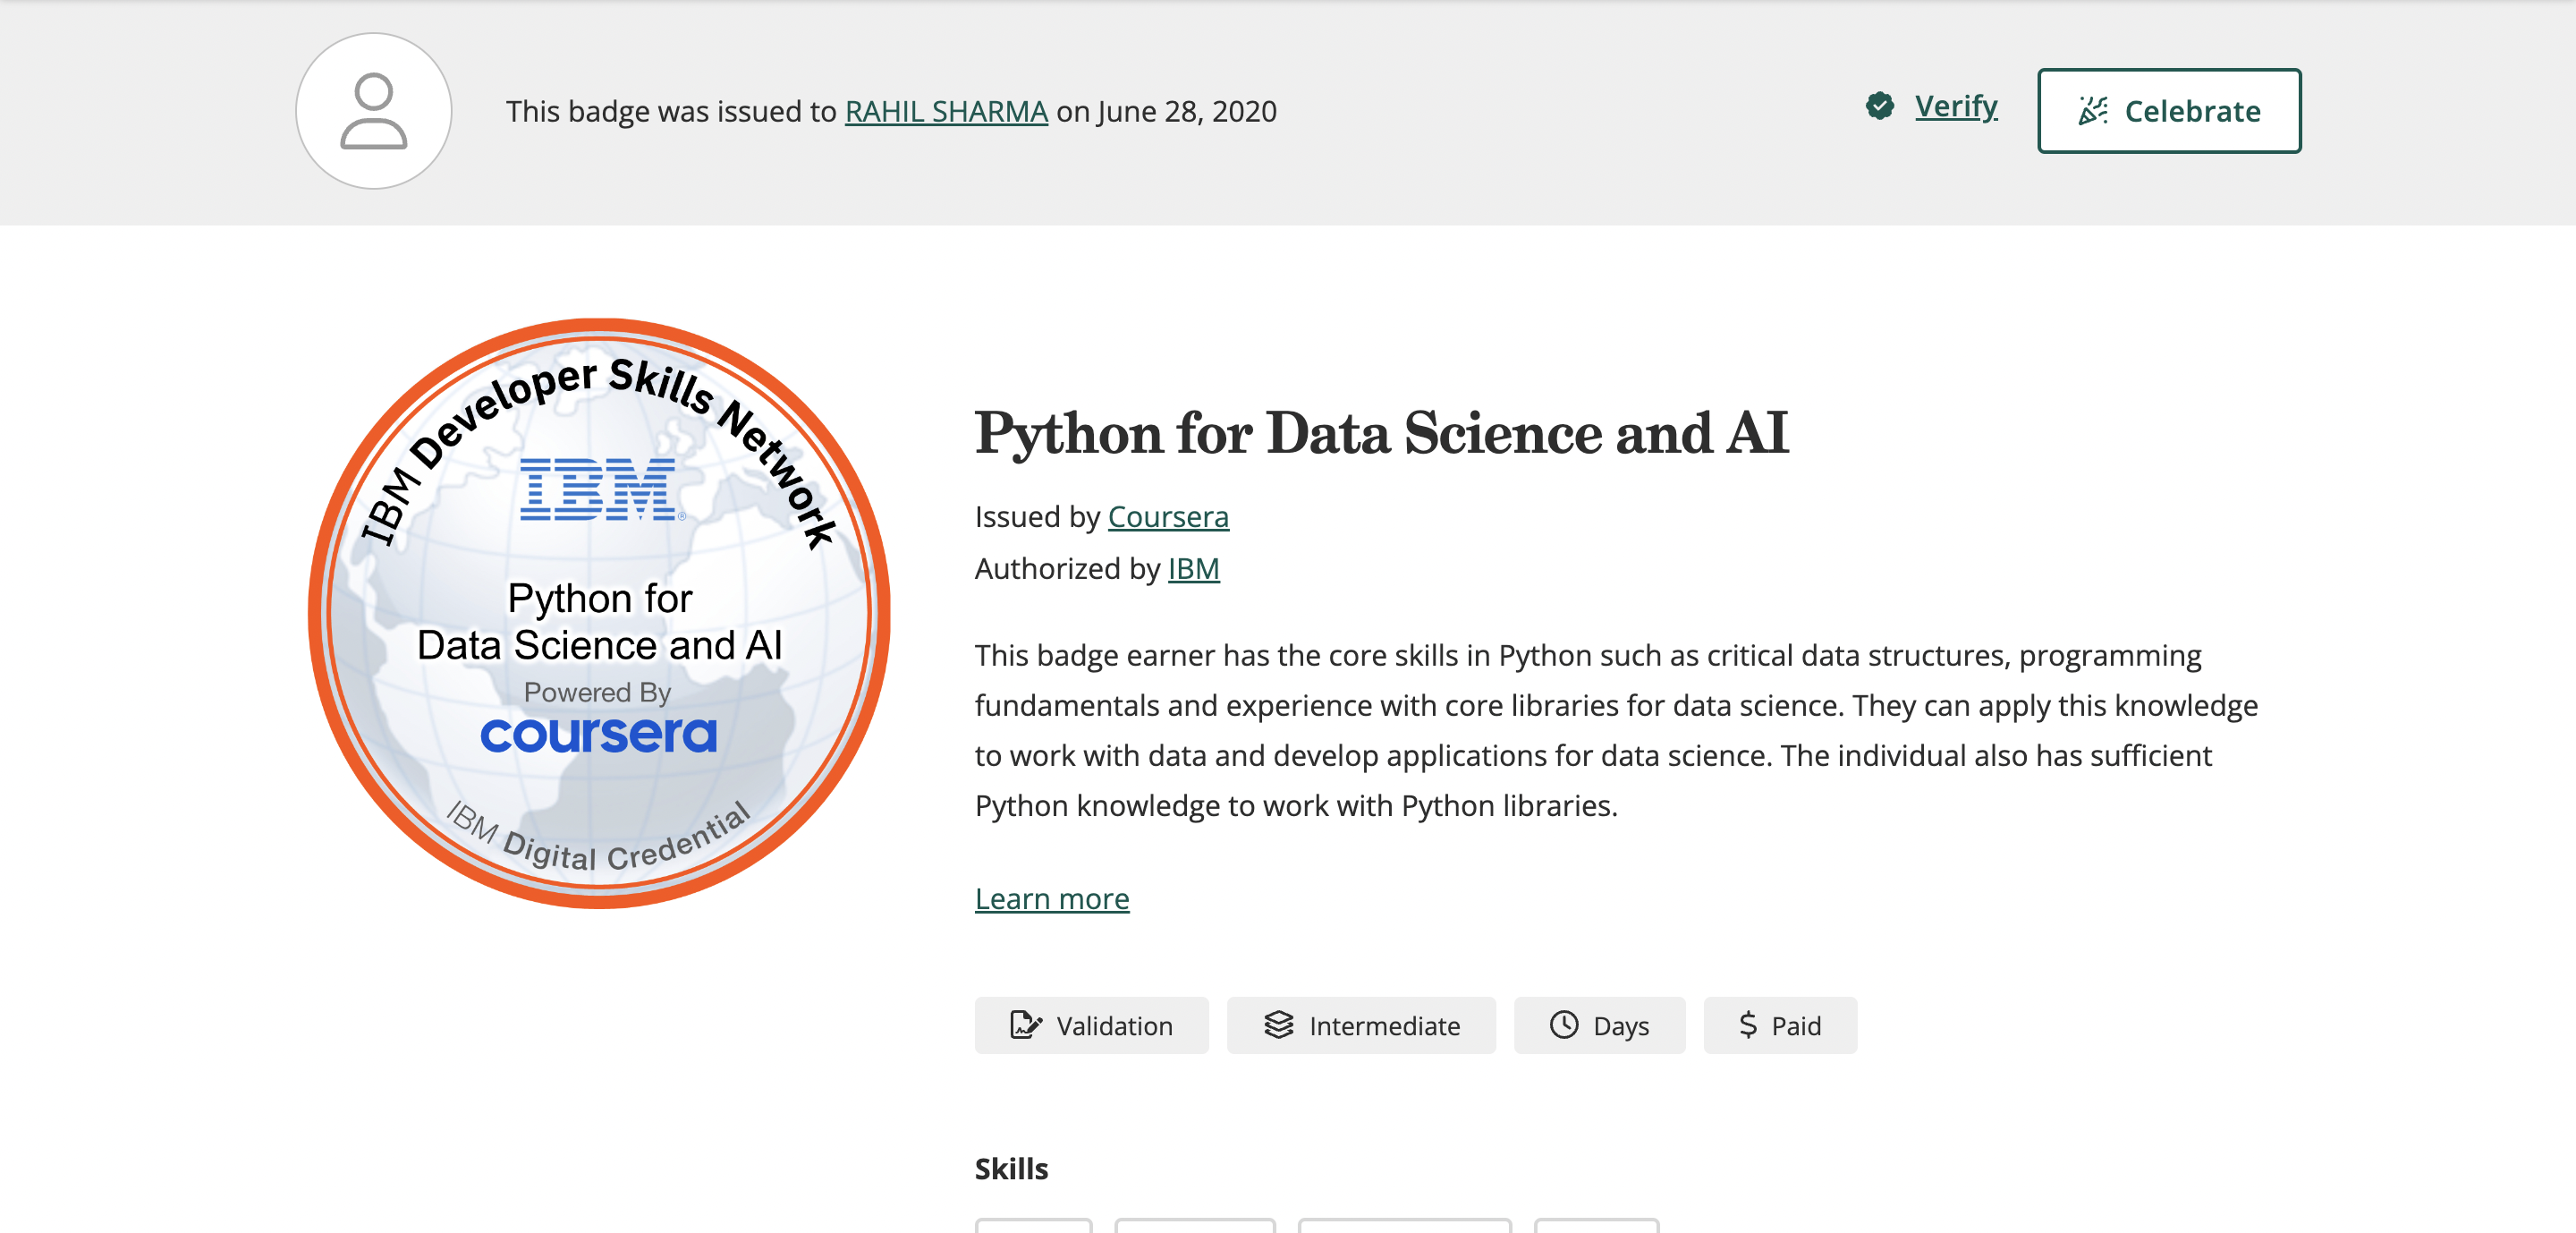 This badge was issued to RAHIL SHARMA on June 28, 2020
Verify
Celebrate
IBM Developer Skills Network
IBM®
Python for
Data Science and AI
Powered By
coursera
IBM Digital Credential
Python for Data Science and AI
Issued by Coursera
Authorized by IBM
This badge earner has the core skills in Python such as critical data structures, programming
fundamentals and experience with core libraries for data science. They can apply this knowledge
to work with data and develop applications for data science. The individual also has sufficient
Python knowledge to work with Python libraries.
Learn more
Validation
Intermediate
Days
$ Paid
Skills